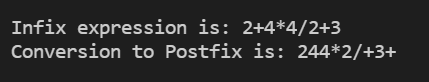 Infix expression is: 2+4*4/2+3
Conversion to Postfix is: 244*2/+3+